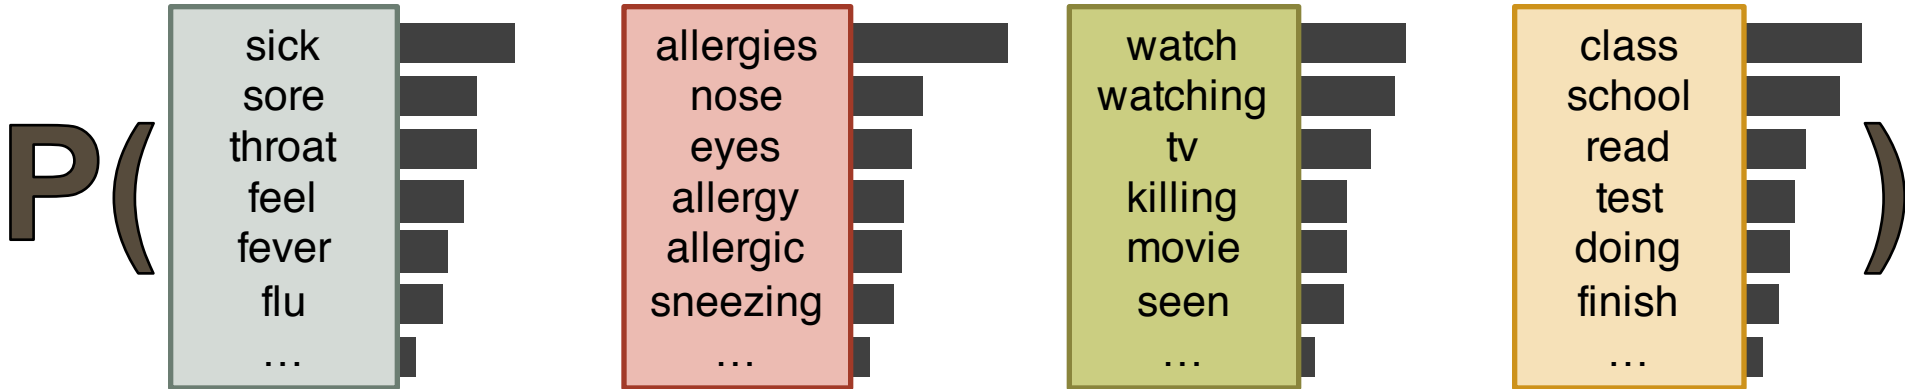 P(
sick
sore
throat
feel
fever
flu
…
allergies
nose
eyes
allergy
allergic
sneezing
…
watch
watching
tv
killing
movie
seen
…
class
school
read
test
doing
finish
…
)